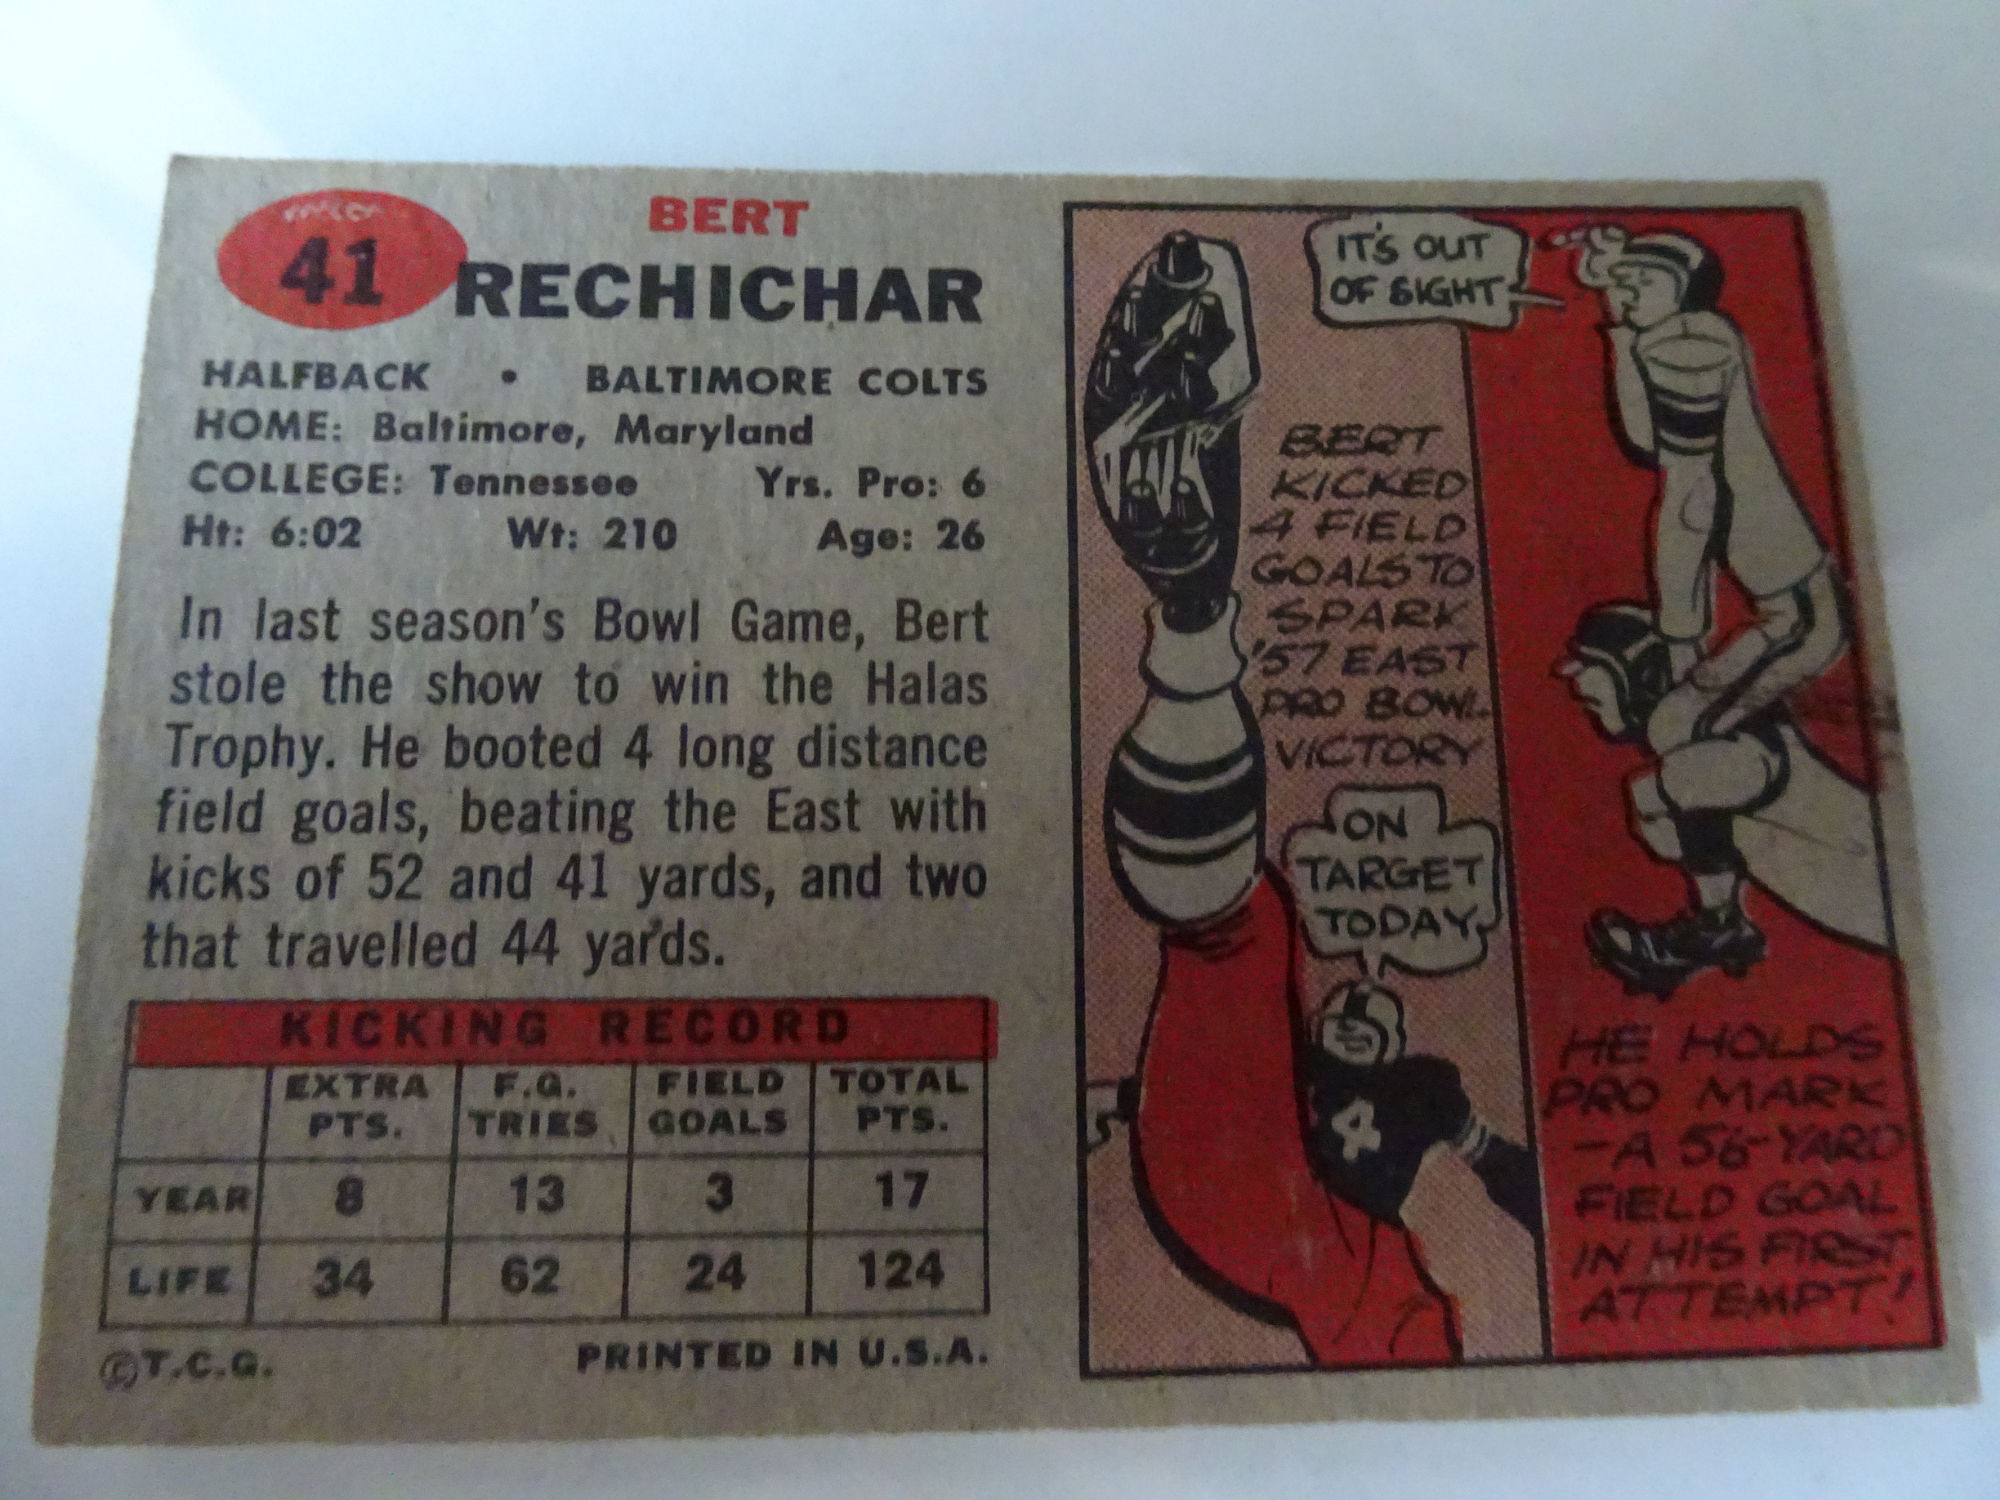 41
BERT
RECHICHAR
HALFBACK • BALTIMORE COLTS
HOME: Baltimore, Maryland
COLLEGE: Tennessee Yrs. Pro: 6
Ht: 6:02 Wt: 210 Age: 26
In last season's Bowl Game, Bert
stole the show to win the Halas
Trophy. He booted 4 long distance
field goals, beating the East with
kicks of 52 and 41 yards, and two
that travelled 44 yards.
KICKING RECORD
EXTRA PTS. F.G. TRIES FIELD GOALS TOTAL PTS.
YEAR 8 13 3 17
LIFE 34 62 24 124
©T.C.G. PRINTED IN U.S.A.
IT'S OUT
OF SIGHT
BERT
KICKED
4 FIELD
GOALS TO
SPARK
'57 EAST
PRO BOWL
VICTORY
ON
TARGET
TODAY
4
HE HOLDS
PRO MARK
—A 56-YARD
FIELD GOAL
IN HIS FIRST
ATTEMPT!